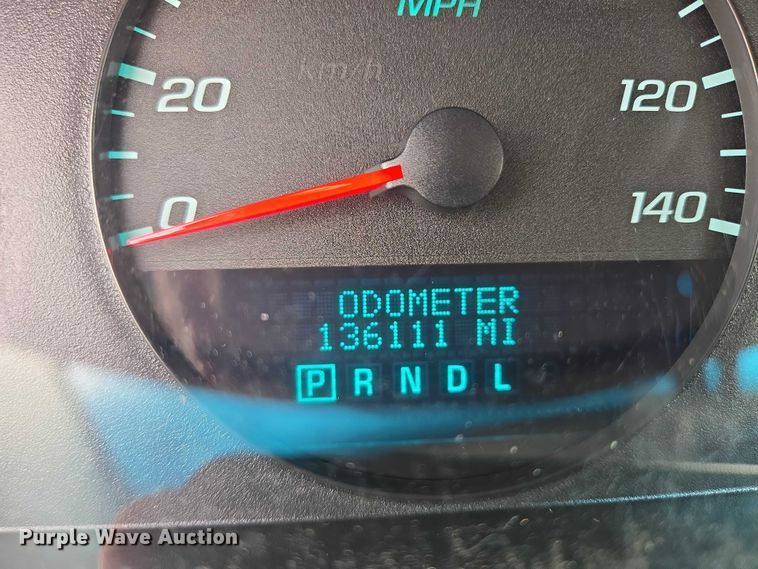 MPH
km/h
20
120
0
140
ODOMETER
136111 MI
P R N D L
Purple Wave Auction